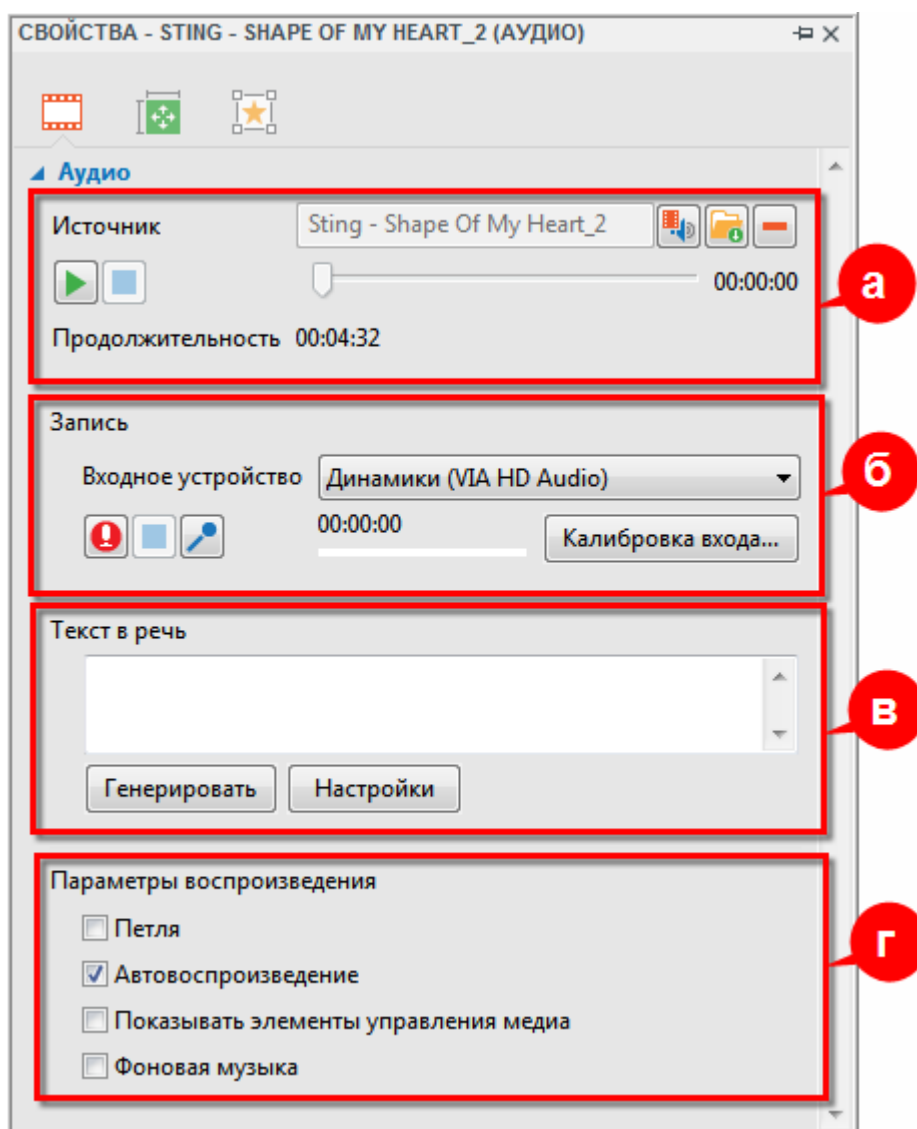 СВОЙСТВА - STING - SHAPE OF MY HEART_2 (АУДИО)
Аудио
Источник Sting - Shape Of My Heart_2
00:00:00
Продолжительность 00:04:32
а
Запись
Входное устройство Динамики (VIA HD Audio)
00:00:00 Калибровка входа...
б
Текст в речь
Генерировать Настройки
в
Параметры воспроизведения
Петля
Автовоспроизведение
Показывать элементы управления медиа
Фоновая музыка
г